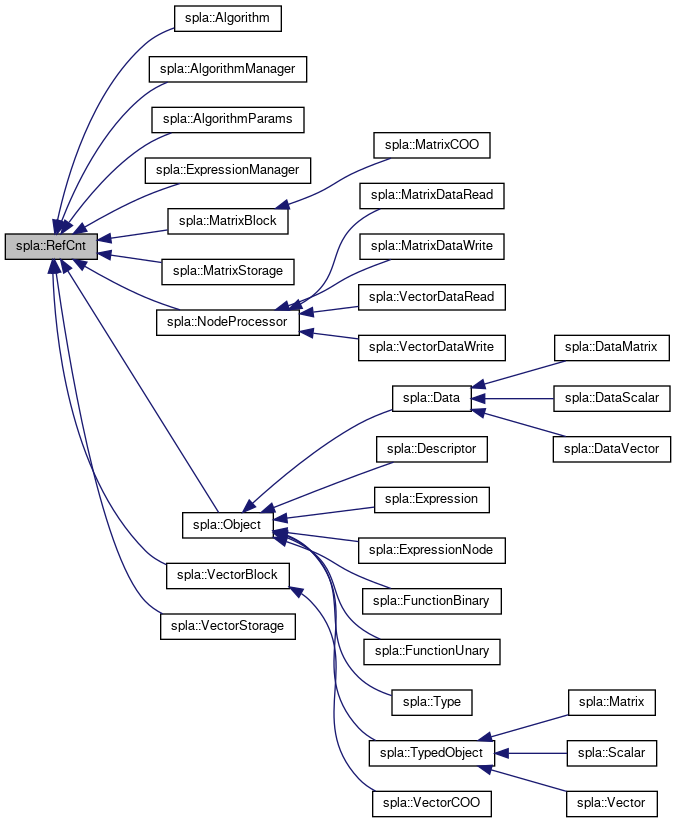 spla::Algorithm
spla::AlgorithmManager
spla::AlgorithmParams
spla::MatrixCOO
spla::ExpressionManager
spla::MatrixDataRead
spla::MatrixBlock
spla::RefCnt
spla::MatrixDataWrite
spla::MatrixStorage
spla::VectorDataRead
spla::NodeProcessor
spla::VectorDataWrite
spla::DataMatrix
spla::Data
spla::DataScalar
spla::Descriptor
spla::DataVector
spla::Expression
spla::Object
spla::ExpressionNode
spla::VectorBlock
spla::FunctionBinary
spla::VectorStorage
spla::FunctionUnary
spla::Type
spla::Matrix
spla::TypedObject
spla::Scalar
spla::VectorCOO
spla::Vector